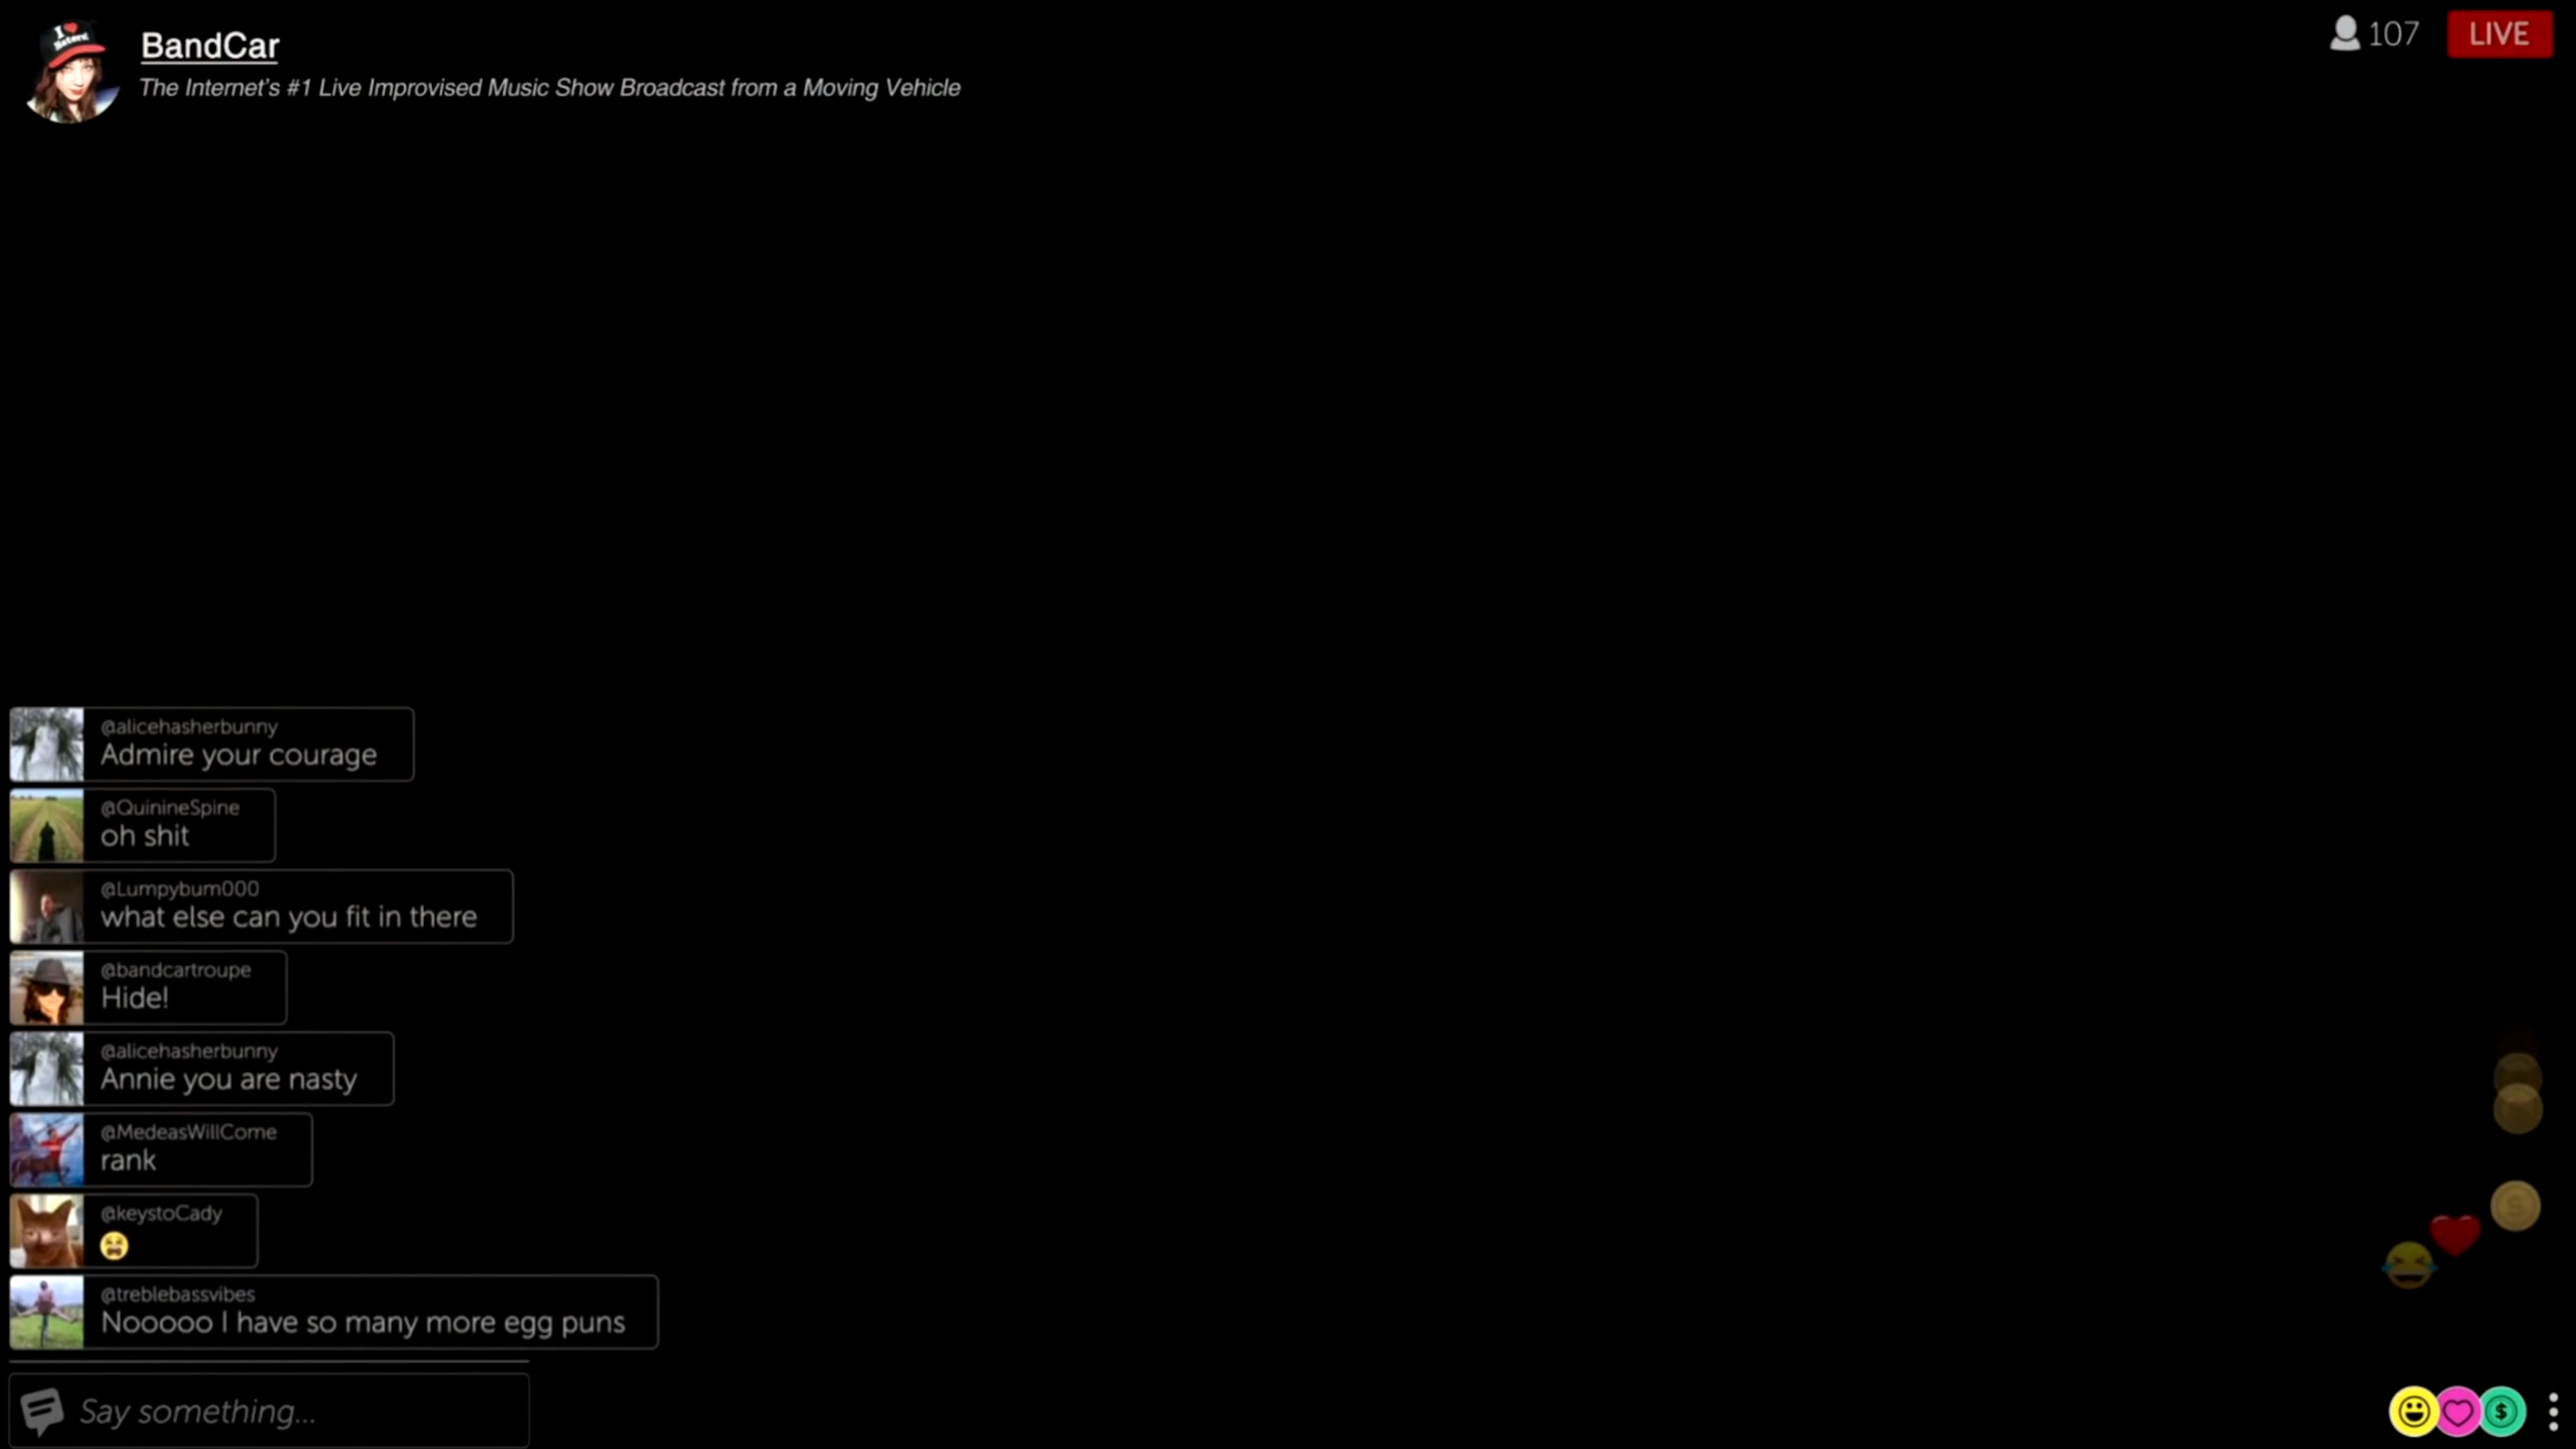 I ❤ Haters!
BandCar
The Internet's #1 Live Improvised Music Show Broadcast from a Moving Vehicle
107
LIVE
@alicehasherbunny
Admire your courage
@QuinineSpine
oh shit
@Lumpybum000
what else can you fit in there
@bandcartroupe
Hide!
@alicehasherbunny
Annie you are nasty
@MedeasWillCome
rank
@keystoCady
😫
@treblebassvibes
Nooooo I have so many more egg puns
Say something...